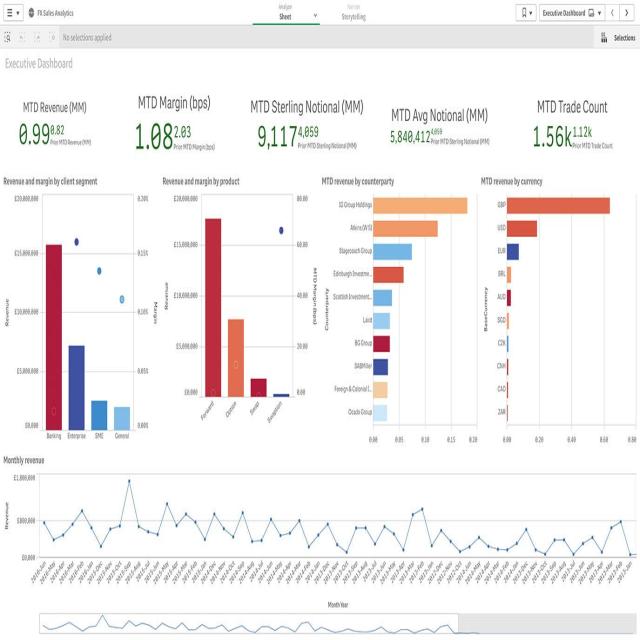 FX Sales Analytics
Analyze
Sheet
Narrate
Storytelling
Executive Dashboard
No selections applied
Selections
Executive Dashboard
MTD Revenue (MM)
0.99
0.82
Prior MTD Revenue (MM)
MTD Margin (bps)
1.08
2.03
Prior MTD Margin (bps)
MTD Sterling Notional (MM)
9,117
4,059
Prior MTD Sterling Notional (MM)
MTD Avg Notional (MM)
5,840,412
4,059
Prior MTD Sterling Notional (MM)
MTD Trade Count
1.56k
1.12k
Prior MTD Trade Count
Revenue and margin by client segment
£20,000,000
£15,000,000
£10,000,000
£5,000,000
£0,000
0.20%
0.15%
0.10%
0.05%
0.00%
Revenue
Margin
Banking
Enterprise
SME
General
Revenue and margin by product
£20,000,000
£15,000,000
£10,000,000
£5,000,000
£0,000
80.00
60.00
40.00
20.00
0.00
Revenue
MTD Margin (bps)
Forward
Option
Swap
Swaption
MTD revenue by counterparty
Counterparty
IG Group Holdings
Atkins (WS)
Stagecoach Group
Edinburgh Investme...
Scottish Investment...
Laird
BG Group
SABMiller
Foreign & Colonial I...
Ocado Group
0.00
0.05
0.10
0.15
0.20
MTD revenue by currency
BaseCurrency
GBP
USD
EUR
BRL
AUD
SGD
CZK
CNH
CAD
ZAR
0.00
0.20
0.40
0.60
0.80
Monthly revenue
Revenue
£1,000,000
£500,000
£0,000
Month Year